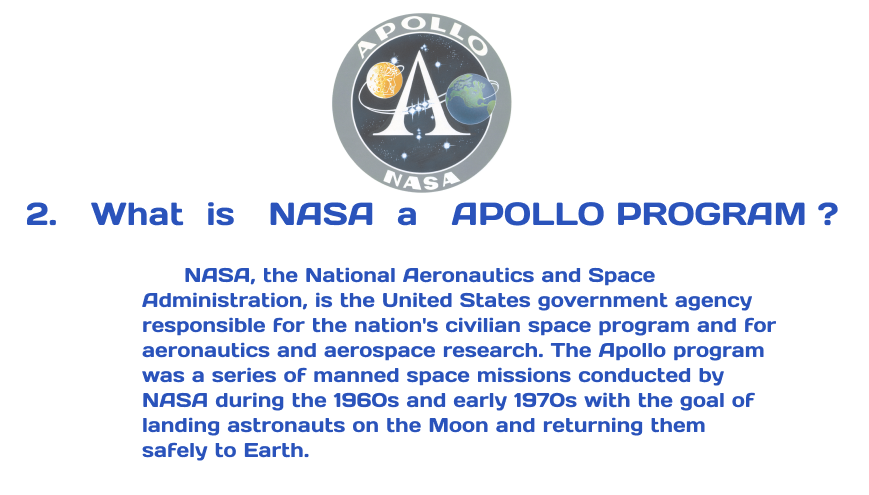 APOLLO
NASA
2. What is NASA a APOLLO PROGRAM ?
NASA, the National Aeronautics and Space
Administration, is the United States government agency
responsible for the nation's civilian space program and for
aeronautics and aerospace research. The Apollo program
was a series of manned space missions conducted by
NASA during the 1960s and early 1970s with the goal of
landing astronauts on the Moon and returning them
safely to Earth.